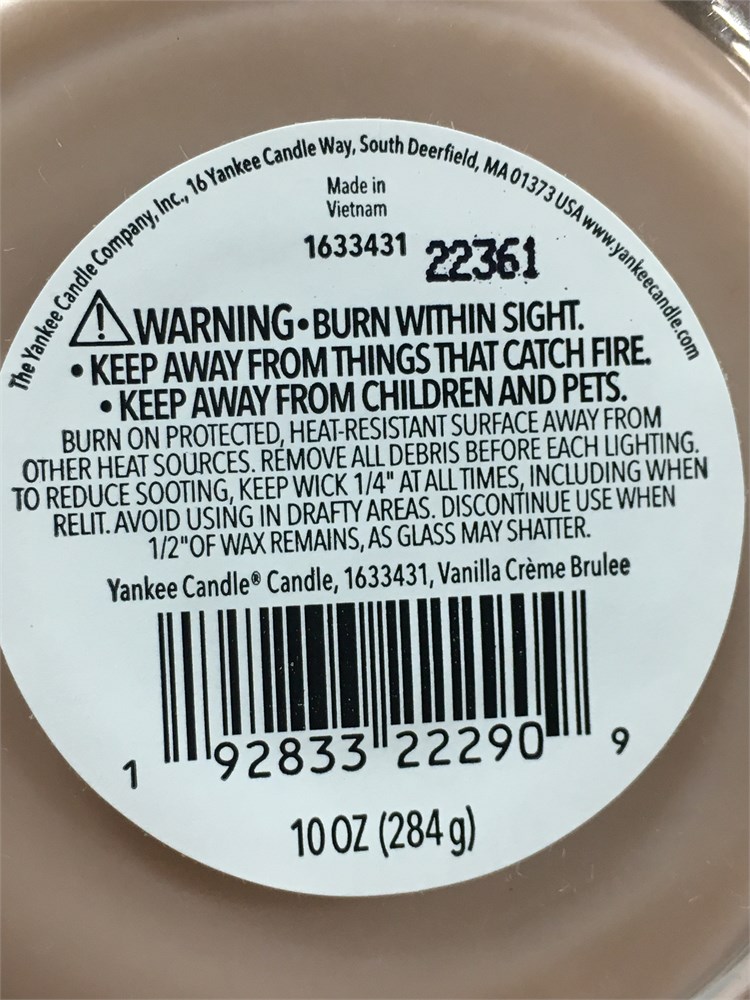 The Yankee Candle Company, Inc., 16 Yankee Candle Way, South Deerfield, MA 01373 USA www.yankeecandle.com
Made in
Vietnam
1633431 22361
WARNING•BURN WITHIN SIGHT.
• KEEP AWAY FROM THINGS THAT CATCH FIRE.
• KEEP AWAY FROM CHILDREN AND PETS.
BURN ON PROTECTED, HEAT-RESISTANT SURFACE AWAY FROM
OTHER HEAT SOURCES. REMOVE ALL DEBRIS BEFORE EACH LIGHTING.
TO REDUCE SOOTING, KEEP WICK 1/4" AT ALL TIMES, INCLUDING WHEN
RELIT. AVOID USING IN DRAFTY AREAS. DISCONTINUE USE WHEN
1/2"OF WAX REMAINS, AS GLASS MAY SHATTER.
Yankee Candle® Candle, 1633431, Vanilla Crème Brulee
1 92833 22290 9
10 OZ (284 g)